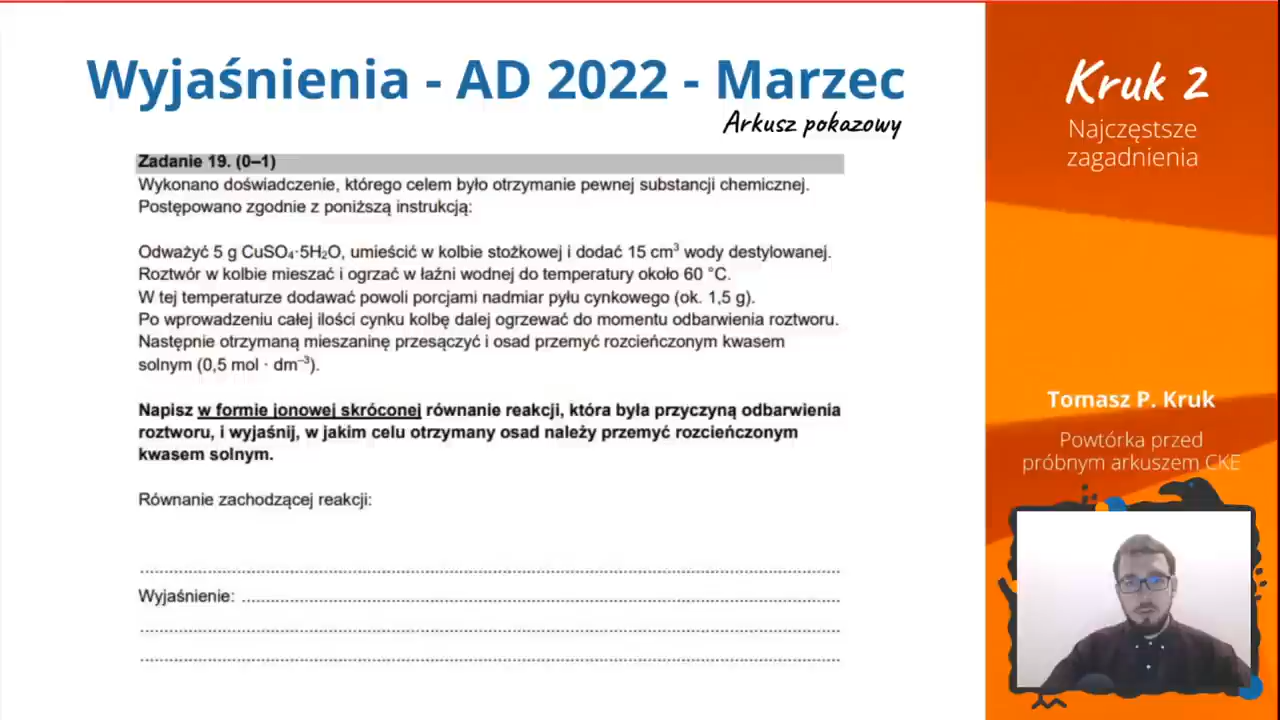 Wyjaśnienia - AD 2022 - Marzec
Arkusz pokazowy
Zadanie 19. (0–1)
Wykonano doświadczenie, którego celem było otrzymanie pewnej substancji chemicznej.
Postępowano zgodnie z poniższą instrukcją:
Odważyć 5 g CuSO₄·5H₂O, umieścić w kolbie stożkowej i dodać 15 cm³ wody destylowanej.
Roztwór w kolbie mieszać i ogrzać w łaźni wodnej do temperatury około 60 °C.
W tej temperaturze dodawać powoli porcjami nadmiar pyłu cynkowego (ok. 1,5 g).
Po wprowadzeniu całej ilości cynku kolbę dalej ogrzewać do momentu odbarwienia roztworu.
Następnie otrzymaną mieszaninę przesączyć i osad przemyć rozcieńczonym kwasem
solnym (0,5 mol · dm⁻³).
Napisz w formie jonowej skróconej równanie reakcji, która była przyczyną odbarwienia
roztworu, i wyjaśnij, w jakim celu otrzymany osad należy przemyć rozcieńczonym
kwasem solnym.
Równanie zachodzącej reakcji:
Wyjaśnienie:
Kruk 2
Najczęstsze
zagadnienia
Tomasz P. Kruk
Powtórka przed
próbnym arkuszem CKE